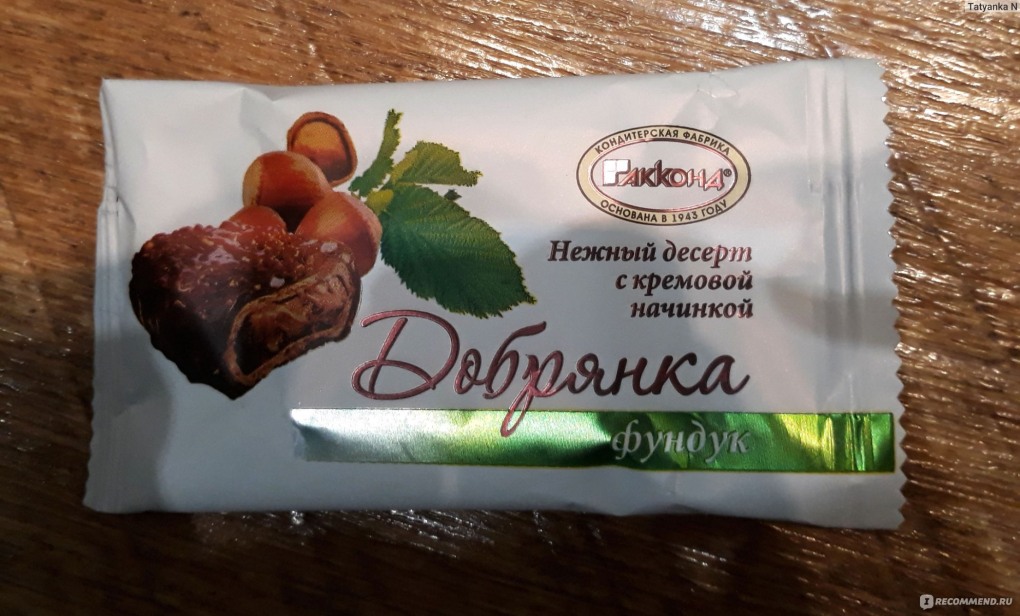 Tatyanka N
КОНДИТЕРСКАЯ ФАБРИКА
АККОНД®
ОСНОВАНА В 1943 ГОДУ
Нежный десерт
с кремовой
начинкой
Добрянка
фундук
RECOMMEND.RU